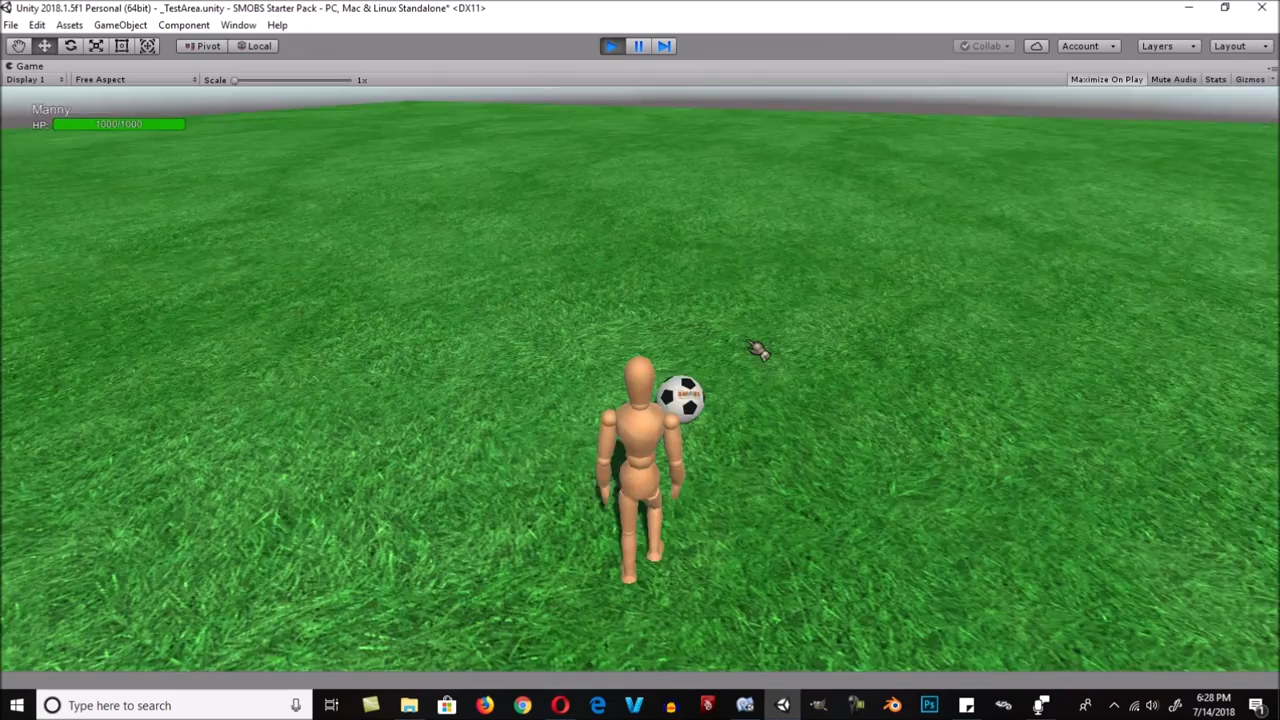 Unity 2018.1.5f1 Personal (64bit) - _TestArea.unity - SMOBS Starter Pack - PC, Mac & Linux Standalone* <DX11>
File Edit Assets GameObject Component Window Help
Pivot Local Collab Account Layers Layout
Game
Display 1 Free Aspect Scale 1x Maximize On Play Mute Audio Stats Gizmos
Manny
HP: 1000/1000
Type here to search
6:28 PM
7/14/2018